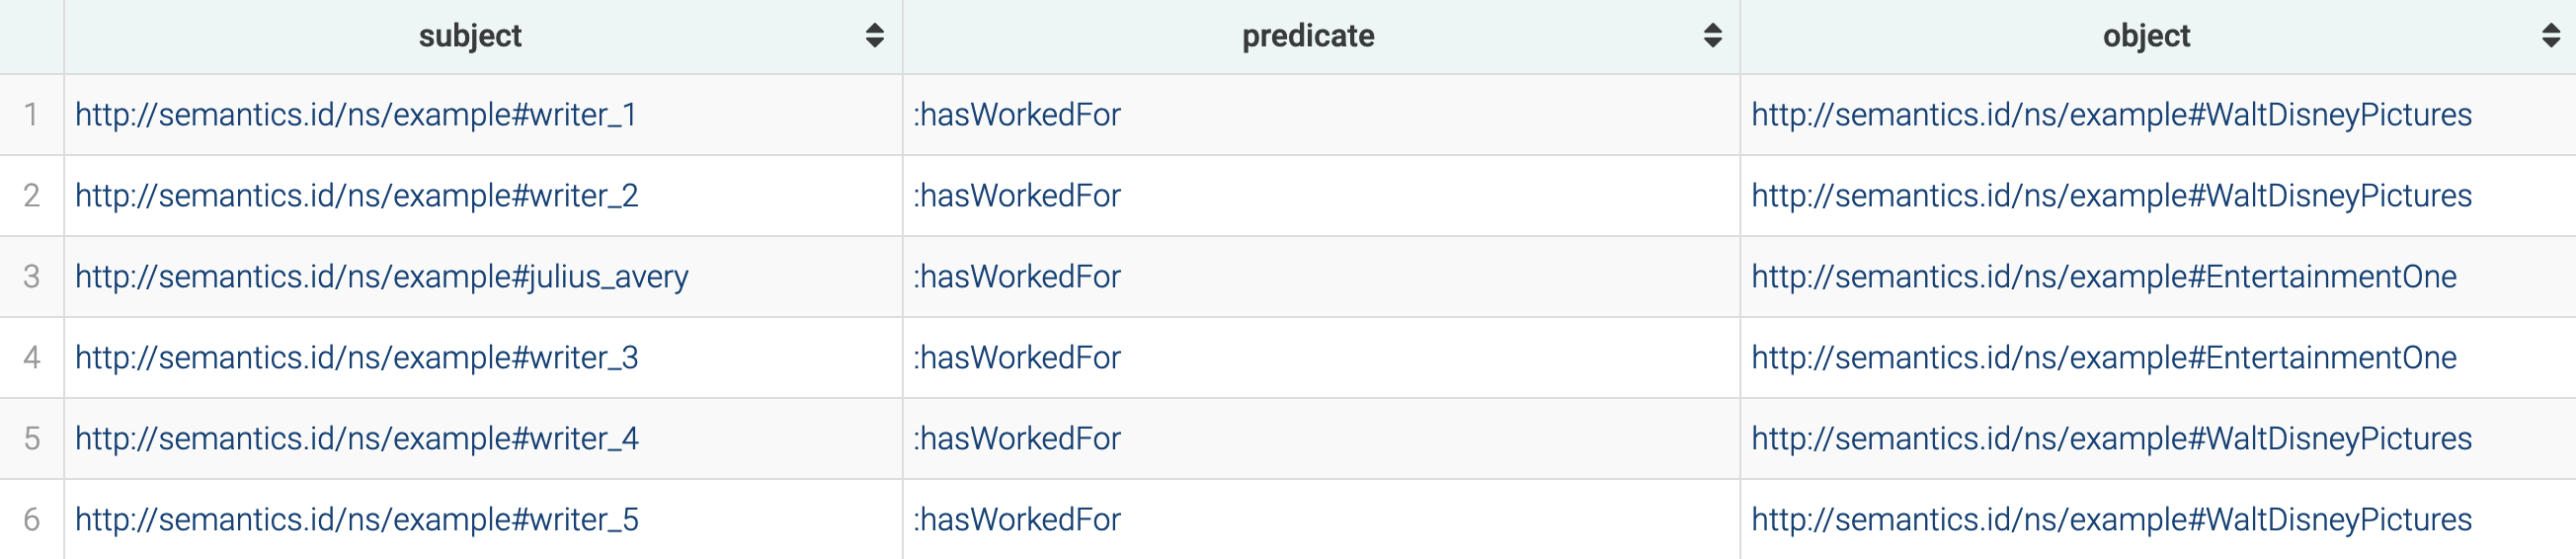 subject predicate object
1 http://semantics.id/ns/example#writer_1 :hasWorkedFor http://semantics.id/ns/example#WaltDisneyPictures
2 http://semantics.id/ns/example#writer_2 :hasWorkedFor http://semantics.id/ns/example#WaltDisneyPictures
3 http://semantics.id/ns/example#julius_avery :hasWorkedFor http://semantics.id/ns/example#EntertainmentOne
4 http://semantics.id/ns/example#writer_3 :hasWorkedFor http://semantics.id/ns/example#EntertainmentOne
5 http://semantics.id/ns/example#writer_4 :hasWorkedFor http://semantics.id/ns/example#WaltDisneyPictures
6 http://semantics.id/ns/example#writer_5 :hasWorkedFor http://semantics.id/ns/example#WaltDisneyPictures